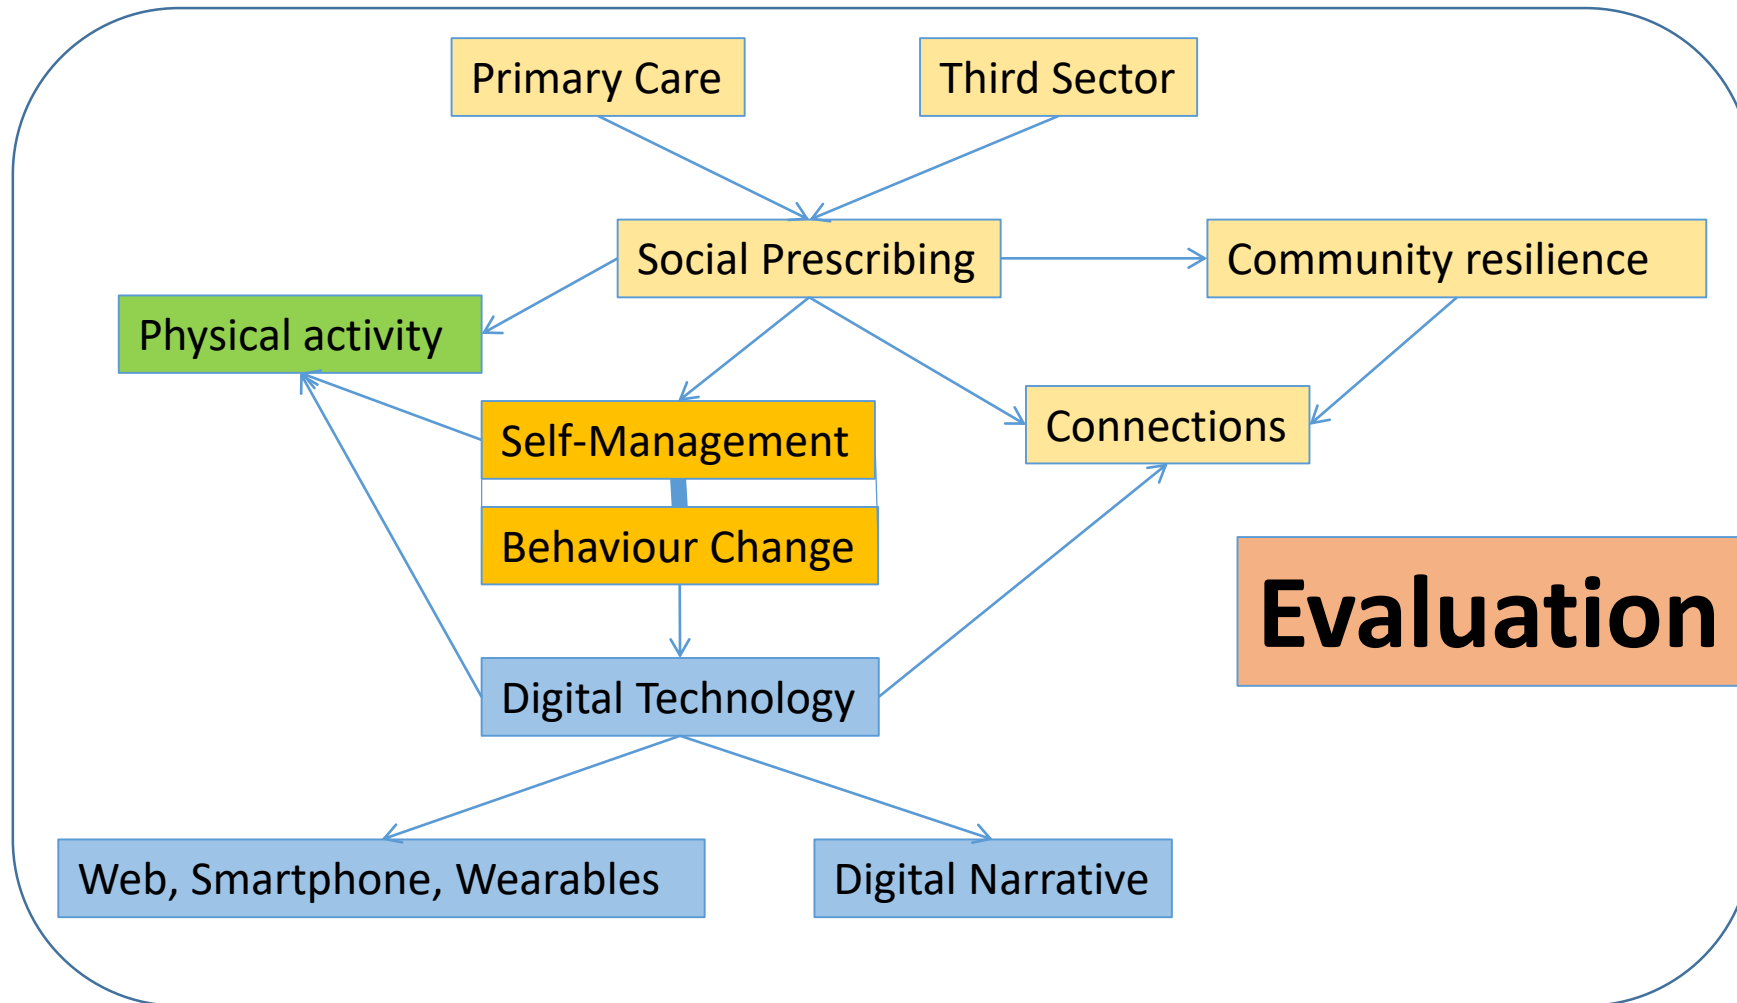 Primary Care
Third Sector
Social Prescribing
Community resilience
Physical activity
Self-Management
Connections
Behaviour Change
Evaluation
Digital Technology
Web, Smartphone, Wearables
Digital Narrative